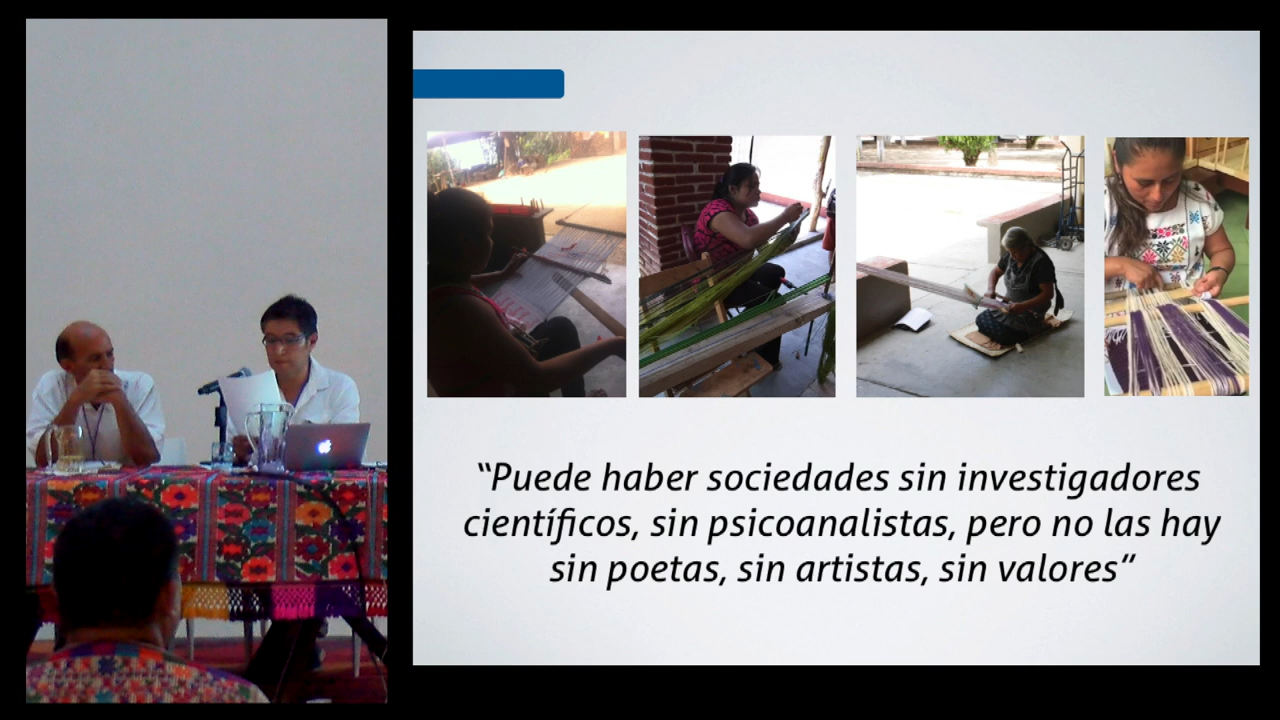 “Puede haber sociedades sin investigadores
científicos, sin psicoanalistas, pero no las hay
sin poetas, sin artistas, sin valores“